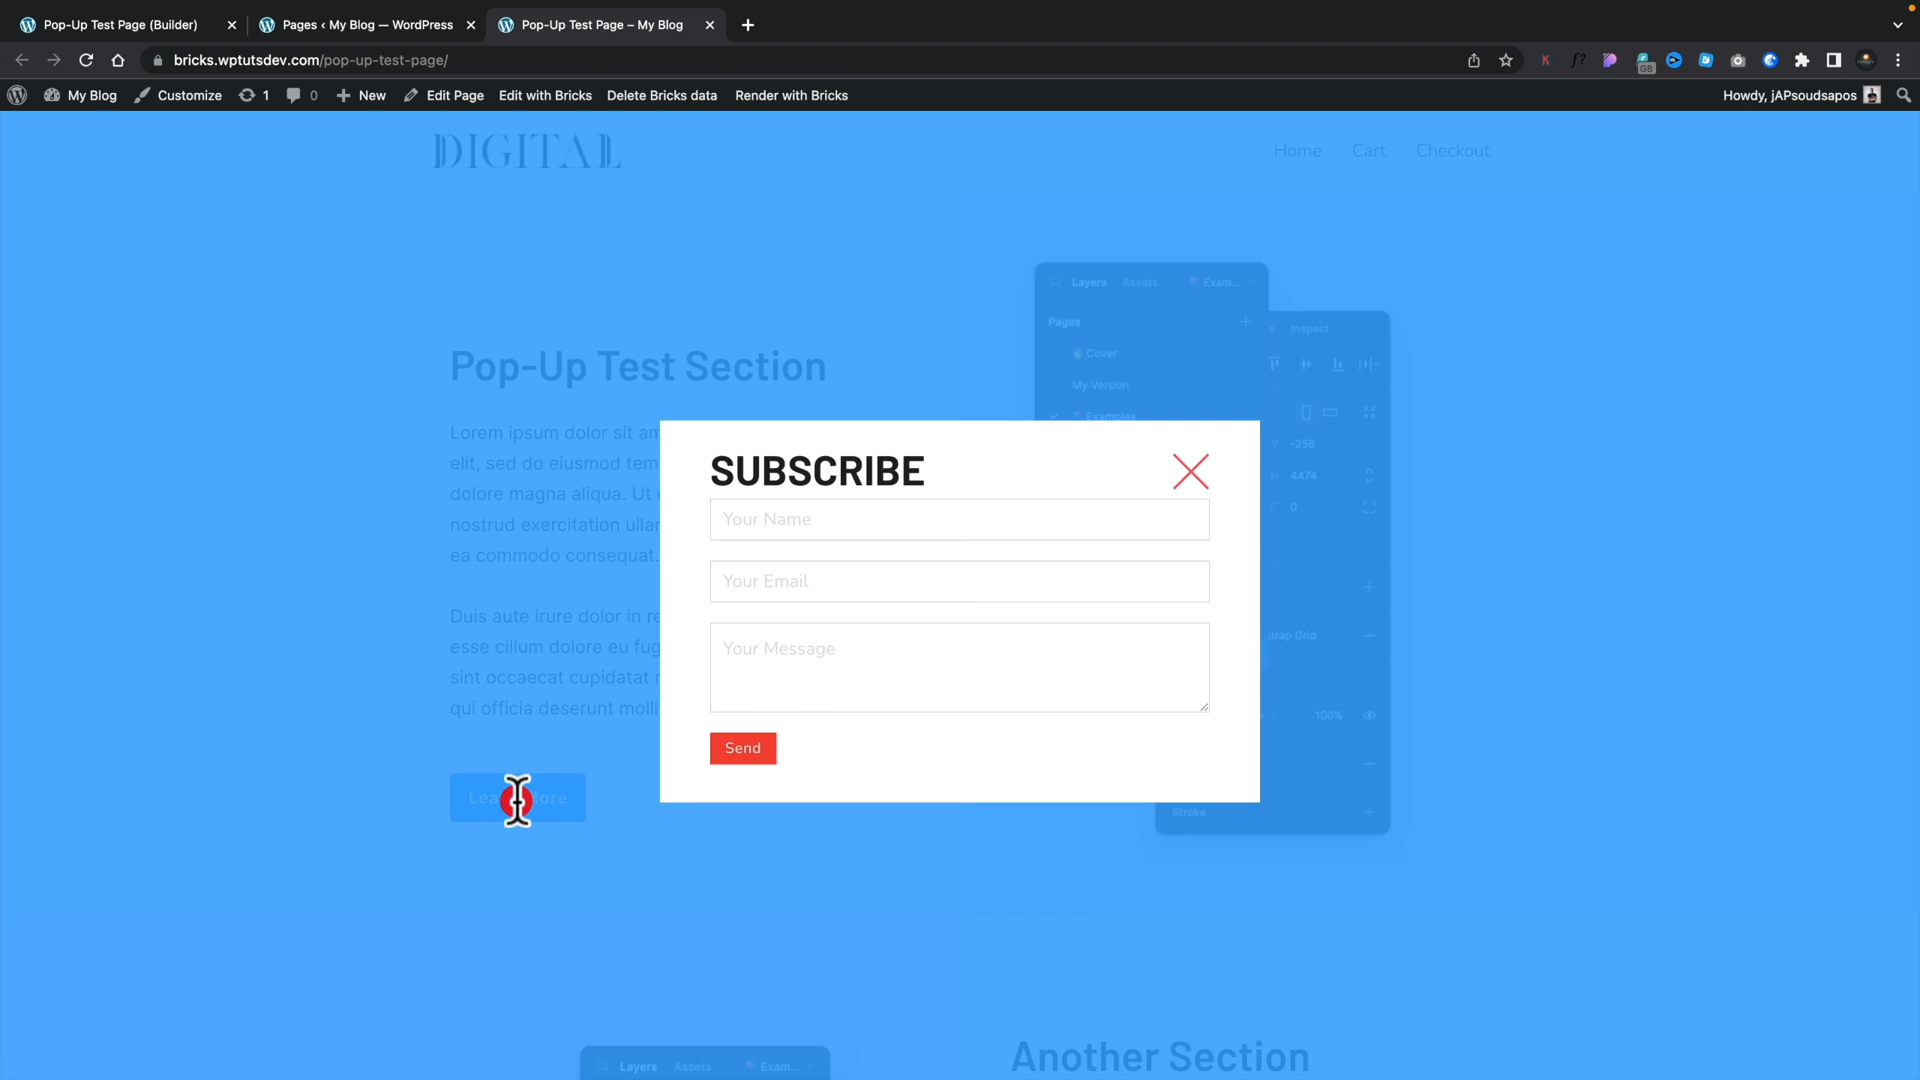 Pop-Up Test Page (Builder)
Pages ‹ My Blog — WordPress
Pop-Up Test Page – My Blog
bricks.wptutsdev.com/pop-up-test-page/
K
f?
GB
My Blog
Customize
1
0
New
Edit Page
Edit with Bricks
Delete Bricks data
Render with Bricks
Howdy, jAPsoudsapos
DIGITAL
Home
Cart
Checkout
Layers
Assets
Exam...
Pages
Inspect
Cover
My Version
Examples
-256
4474
0
Pop-Up Test Section
Lorem ipsum dolor sit am
elit, sed do eiusmod tem
dolore magna aliqua. Ut
nostrud exercitation ullar
ea commodo consequat.
Duis aute irure dolor in re
esse cillum dolore eu fug
sint occaecat cupidatat
qui officia deserunt molli
SUBSCRIBE
Your Name
Your Email
Your Message
Send
trap Grid
100%
Stroke
Layers
Assets
Exam...
Another Section